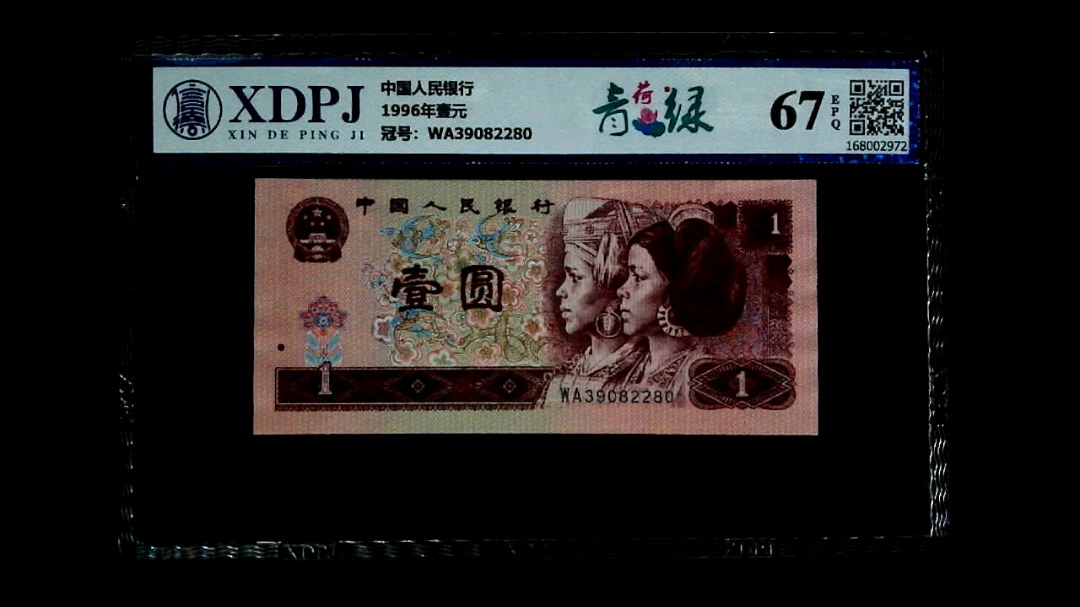 XDPJ
XIN DE PING JI
中国人民银行
1996年壹元
冠号：WA39082280
青荷绿
67
EPQ
168002972
中国人民银行
1
壹圆
1
WA39082280
1
XDPJ